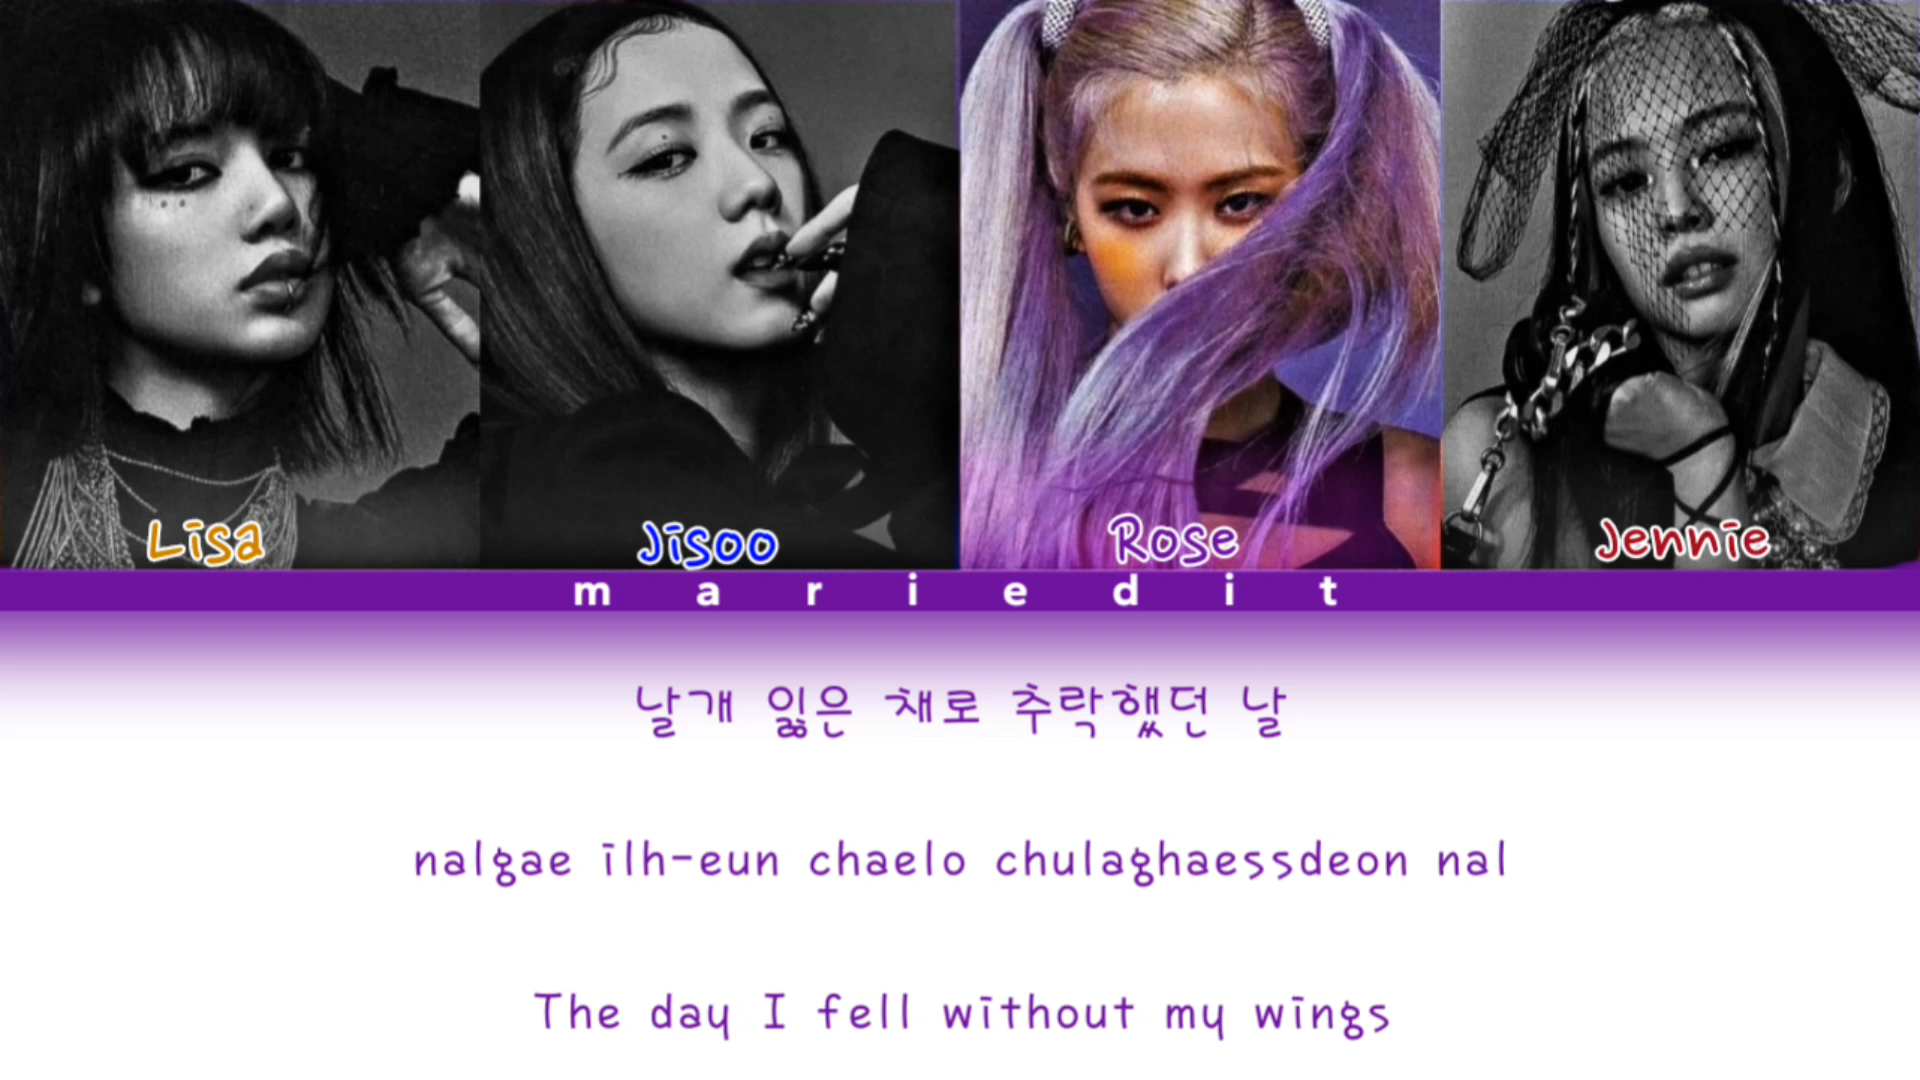 Lisa
Jisoo
Rose
Jennie
m a r i e d i t
날개 잃은 채로 추락했던 날
nalgae ilh-eun chaelo chulaghaessdeon nal
The day I fell without my wings